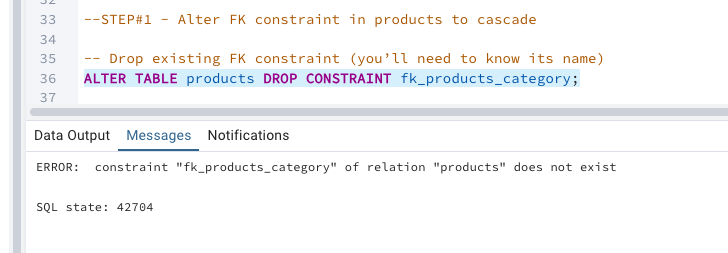 32
33 --STEP#1 - Alter FK constraint in products to cascade
34
35 -- Drop existing FK constraint (you’ll need to know its name)
36 ALTER TABLE products DROP CONSTRAINT fk_products_category;
37
Data Output Messages Notifications
ERROR:  constraint "fk_products_category" of relation "products" does not exist
SQL state: 42704